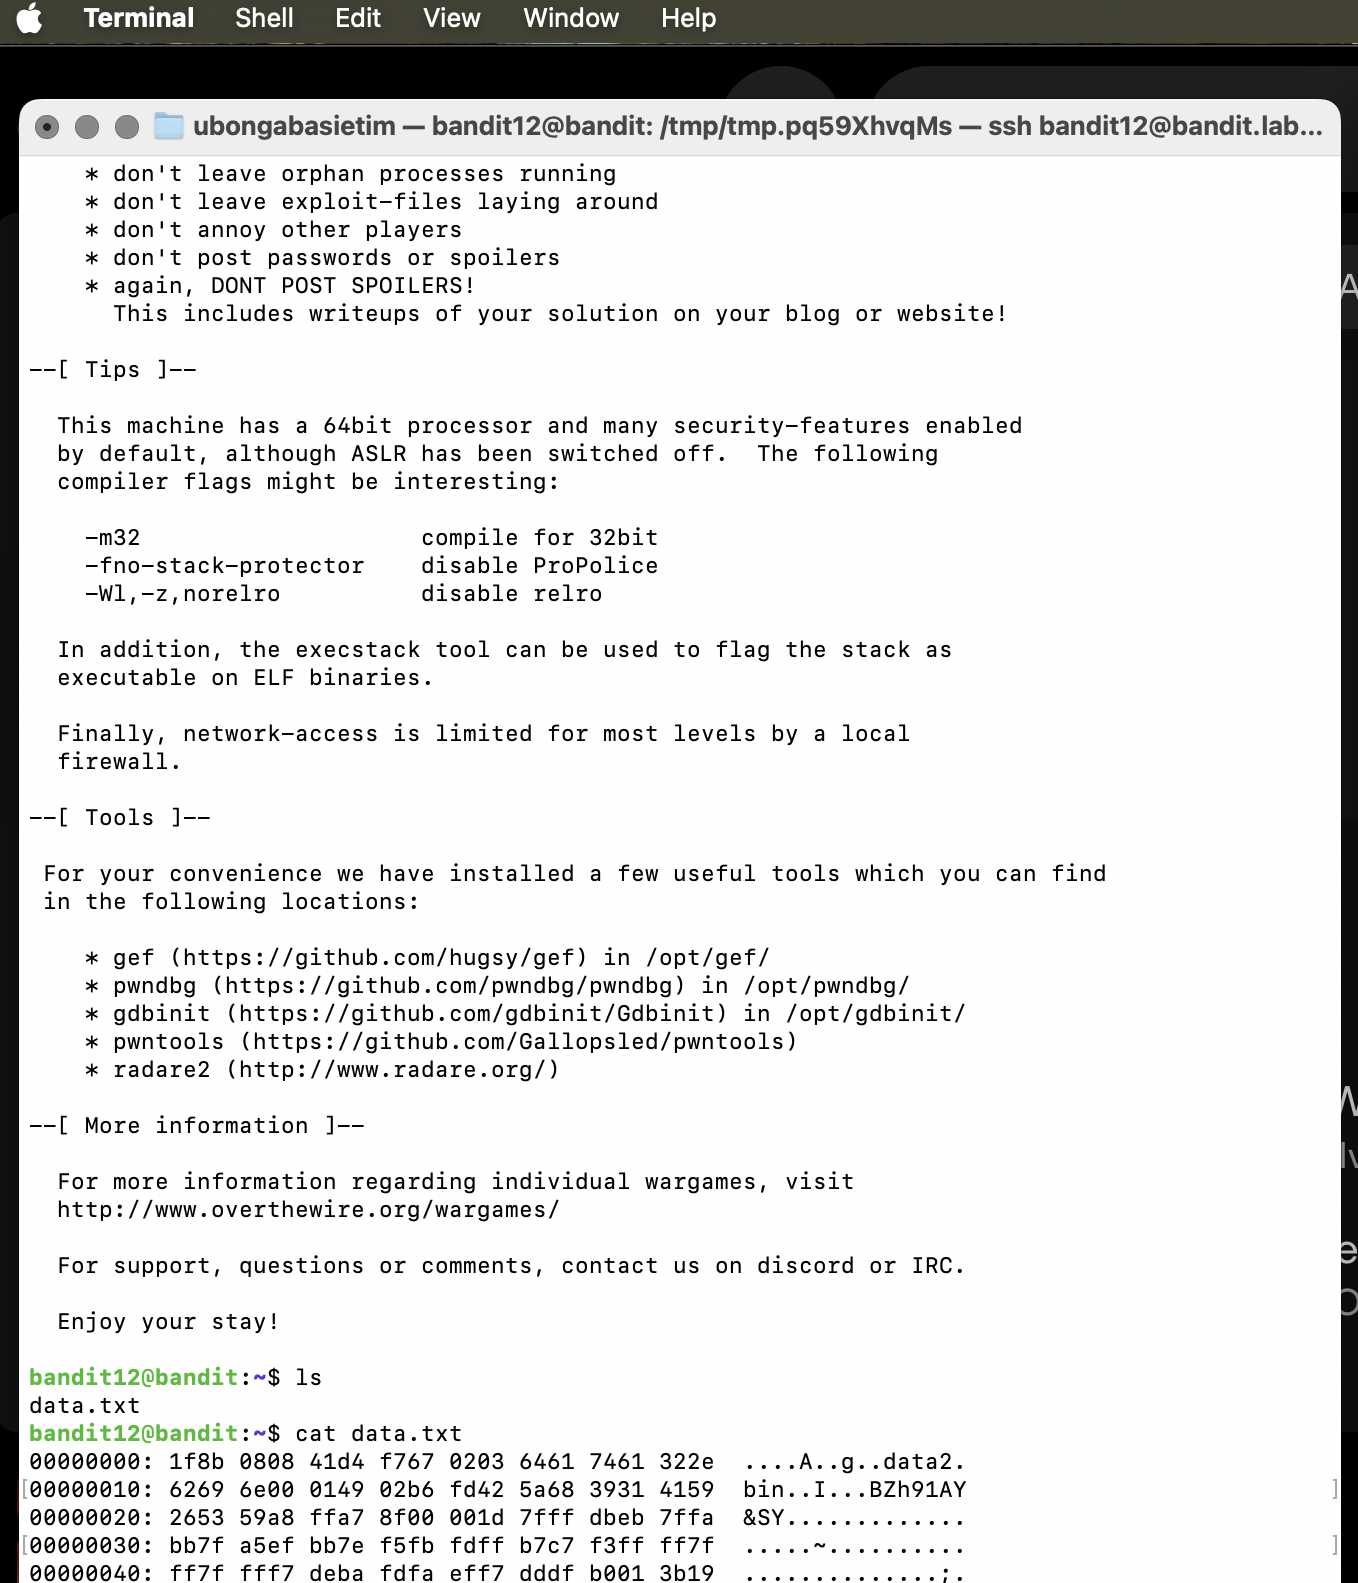 Terminal Shell Edit View Window Help
ubongabasietim — bandit12@bandit: /tmp/tmp.pq59XhvqMs — ssh bandit12@bandit.lab...
* don't leave orphan processes running
* don't leave exploit-files laying around
* don't annoy other players
* don't post passwords or spoilers
* again, DONT POST SPOILERS!
This includes writeups of your solution on your blog or website!
--[ Tips ]--
This machine has a 64bit processor and many security-features enabled
by default, although ASLR has been switched off.  The following
compiler flags might be interesting:
-m32                    compile for 32bit
-fno-stack-protector    disable ProPolice
-Wl,-z,norelro          disable relro
In addition, the execstack tool can be used to flag the stack as
executable on ELF binaries.
Finally, network-access is limited for most levels by a local
firewall.
--[ Tools ]--
For your convenience we have installed a few useful tools which you can find
in the following locations:
* gef (https://github.com/hugsy/gef) in /opt/gef/
* pwndbg (https://github.com/pwndbg/pwndbg) in /opt/pwndbg/
* gdbinit (https://github.com/gdbinit/Gdbinit) in /opt/gdbinit/
* pwntools (https://github.com/Gallopsled/pwntools)
* radare2 (http://www.radare.org/)
--[ More information ]--
For more information regarding individual wargames, visit
http://www.overthewire.org/wargames/
For support, questions or comments, contact us on discord or IRC.
Enjoy your stay!
bandit12@bandit:~$ ls
data.txt
bandit12@bandit:~$ cat data.txt
00000000: 1f8b 0808 41d4 f767 0203 6461 7461 322e  ....A..g..data2.
[00000010: 6269 6e00 0149 02b6 fd42 5a68 3931 4159  bin..I...BZh91AY ]
00000020: 2653 59a8 ffa7 8f00 001d 7fff dbeb 7ffa  &SY.............
[00000030: bb7f a5ef bb7e f5fb fdff b7c7 f3ff ff7f  .....~.......... ]
00000040: ff7f fff7 deba fdfa eff7 dddf b001 3b19  ..............;.